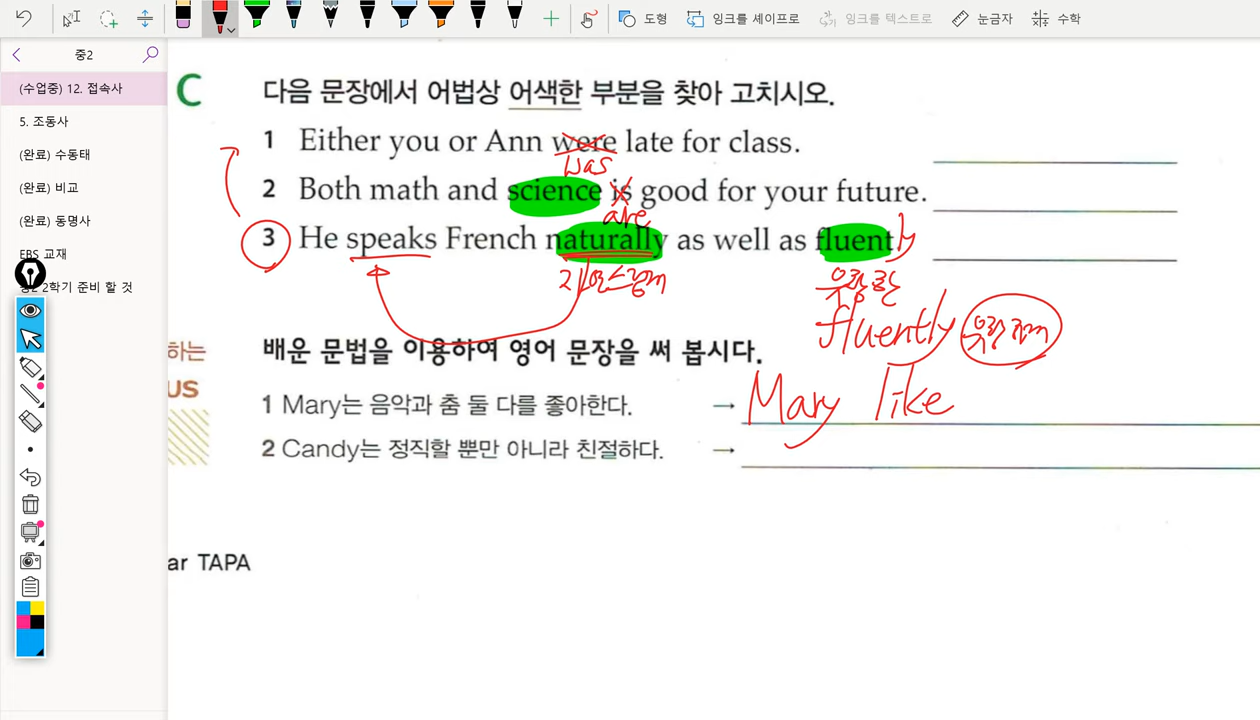 도형
잉크를 셰이프로
잉크를 텍스트로
눈금자
수학
중2
(수업중) 12. 접속사
5. 조동사
(완료) 수동태
(완료) 비교
(완료) 동명사
EBS 교재
2학기 준비 할 것
C 다음 문장에서 어법상 어색한 부분을 찾아 고치시오.
1 Either you or Ann were late for class.
was
2 Both math and science is good for your future.
are
3 He speaks French naturally as well as fluently
자연스럽게 유창한
fluently 유창하게
하는 배운 문법을 이용하여 영어 문장을 써 봅시다.
US
1 Mary는 음악과 춤 둘 다를 좋아한다. → Mary like
2 Candy는 정직할 뿐만 아니라 친절하다. →
ar TAPA